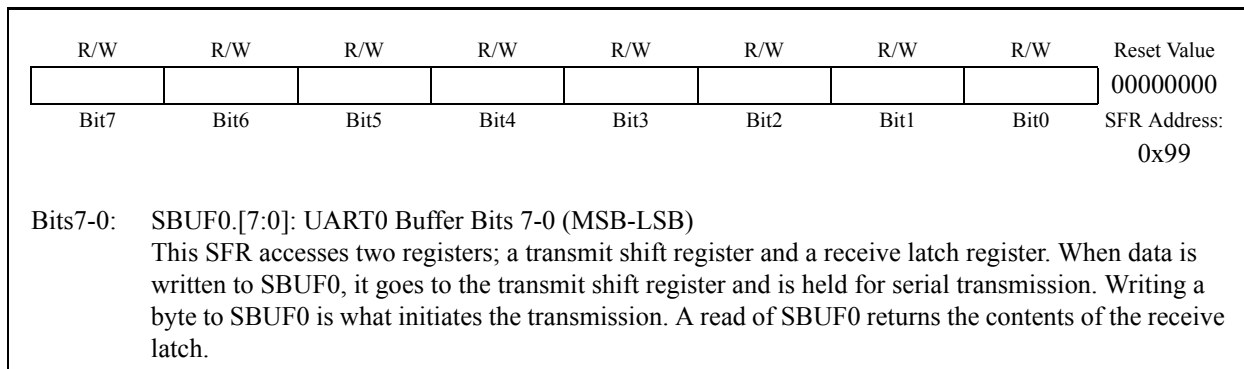 R/W R/W R/W R/W R/W R/W R/W R/W Reset Value
00000000
Bit7 Bit6 Bit5 Bit4 Bit3 Bit2 Bit1 Bit0 SFR Address:
0x99
Bits7-0: SBUF0.[7:0]: UART0 Buffer Bits 7-0 (MSB-LSB)
This SFR accesses two registers; a transmit shift register and a receive latch register. When data is
written to SBUF0, it goes to the transmit shift register and is held for serial transmission. Writing a
byte to SBUF0 is what initiates the transmission. A read of SBUF0 returns the contents of the receive
latch.